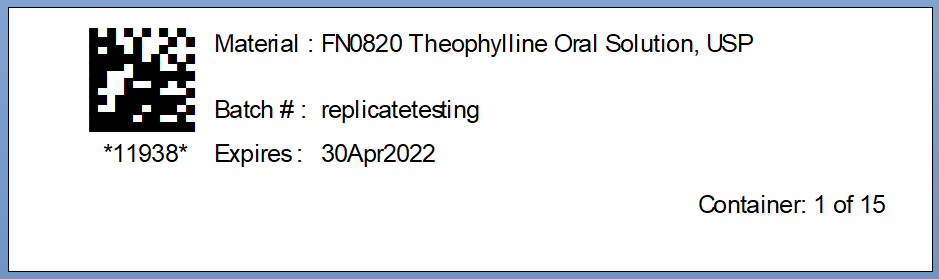 Material : FN0820 Theophylline Oral Solution, USP
Batch # : replicatetesting
*11938* Expires : 30Apr2022
Container: 1 of 15